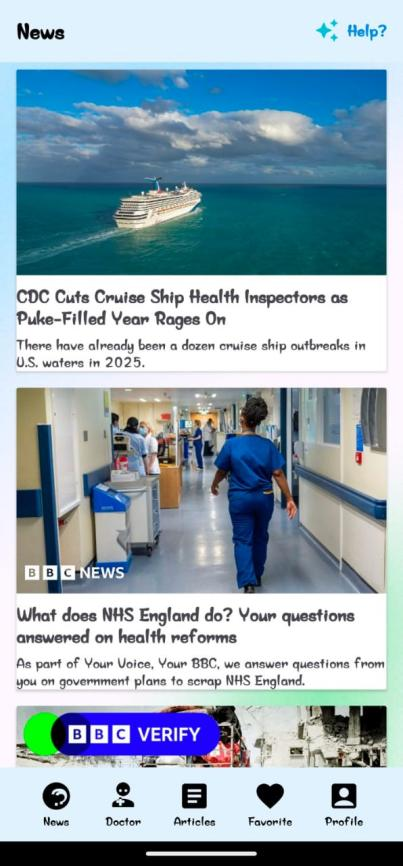 News
Help?
CDC Cuts Cruise Ship Health Inspectors as
Puke-Filled Year Rages On
There have already been a dozen cruise ship outbreaks in
U.S. waters in 2025.
BBC NEWS
What does NHS England do? Your questions
answered on health reforms
As part of Your Voice, Your BBC, we answer questions from
you on government plans to scrap NHS England.
BBC VERIFY
News
Doctor
Articles
Favorite
Profile